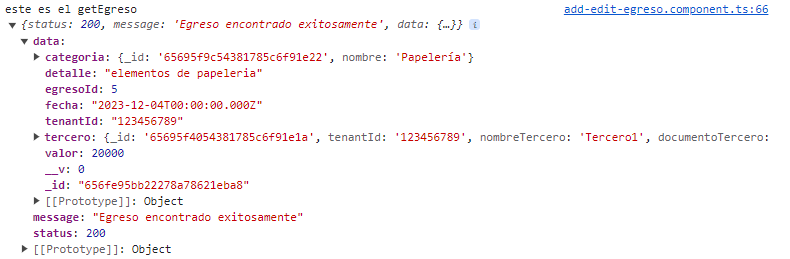 este es el getEgreso add-edit-egreso.component.ts:66
▼ {status: 200, message: 'Egreso encontrado exitosamente', data: {…}} i
▼ data:
▶ categoria: {_id: '65695f9c54381785c6f91e22', nombre: 'Papelería'}
detalle: "elementos de papeleria"
egresoId: 5
fecha: "2023-12-04T00:00:00.000Z"
tenantId: "123456789"
▶ tercero: {_id: '65695f4054381785c6f91e1a', tenantId: '123456789', nombreTercero: 'Tercero1', documentoTercero:
valor: 20000
__v: 0
_id: "656fe95bb22278a78621eba8"
▶ [[Prototype]]: Object
message: "Egreso encontrado exitosamente"
status: 200
▶ [[Prototype]]: Object